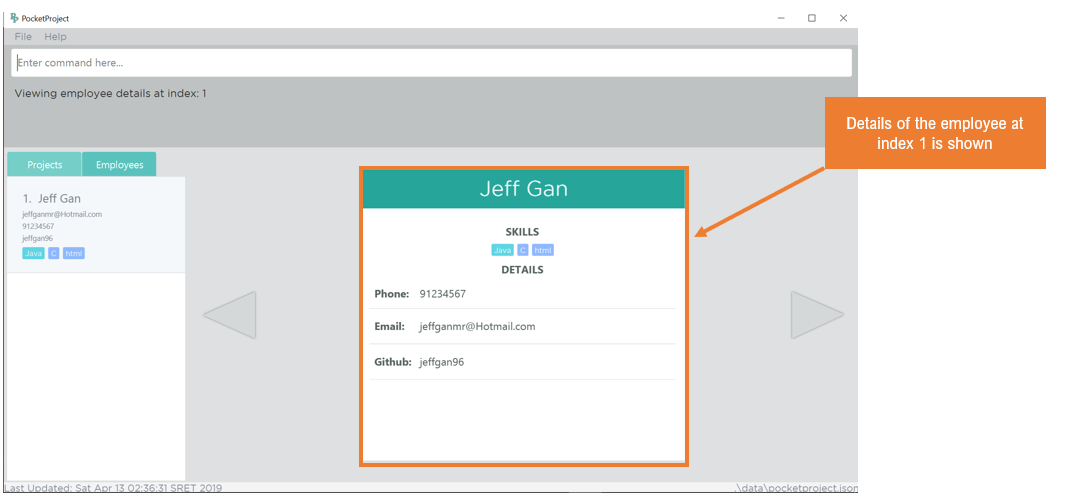 PocketProject
File Help
Enter command here...
Viewing employee details at index: 1
Details of the employee at
index 1 is shown
Projects Employees
1. Jeff Gan
jeffganmr@Hotmail.com
91234567
jeffgan96
Java C html
Jeff Gan
SKILLS
Java C html
DETAILS
Phone: 91234567
Email: jeffganmr@Hotmail.com
Github: jeffgan96
Last Updated: Sat Apr 13 02:36:31 SRET 2019 .\data\pocketproject.json